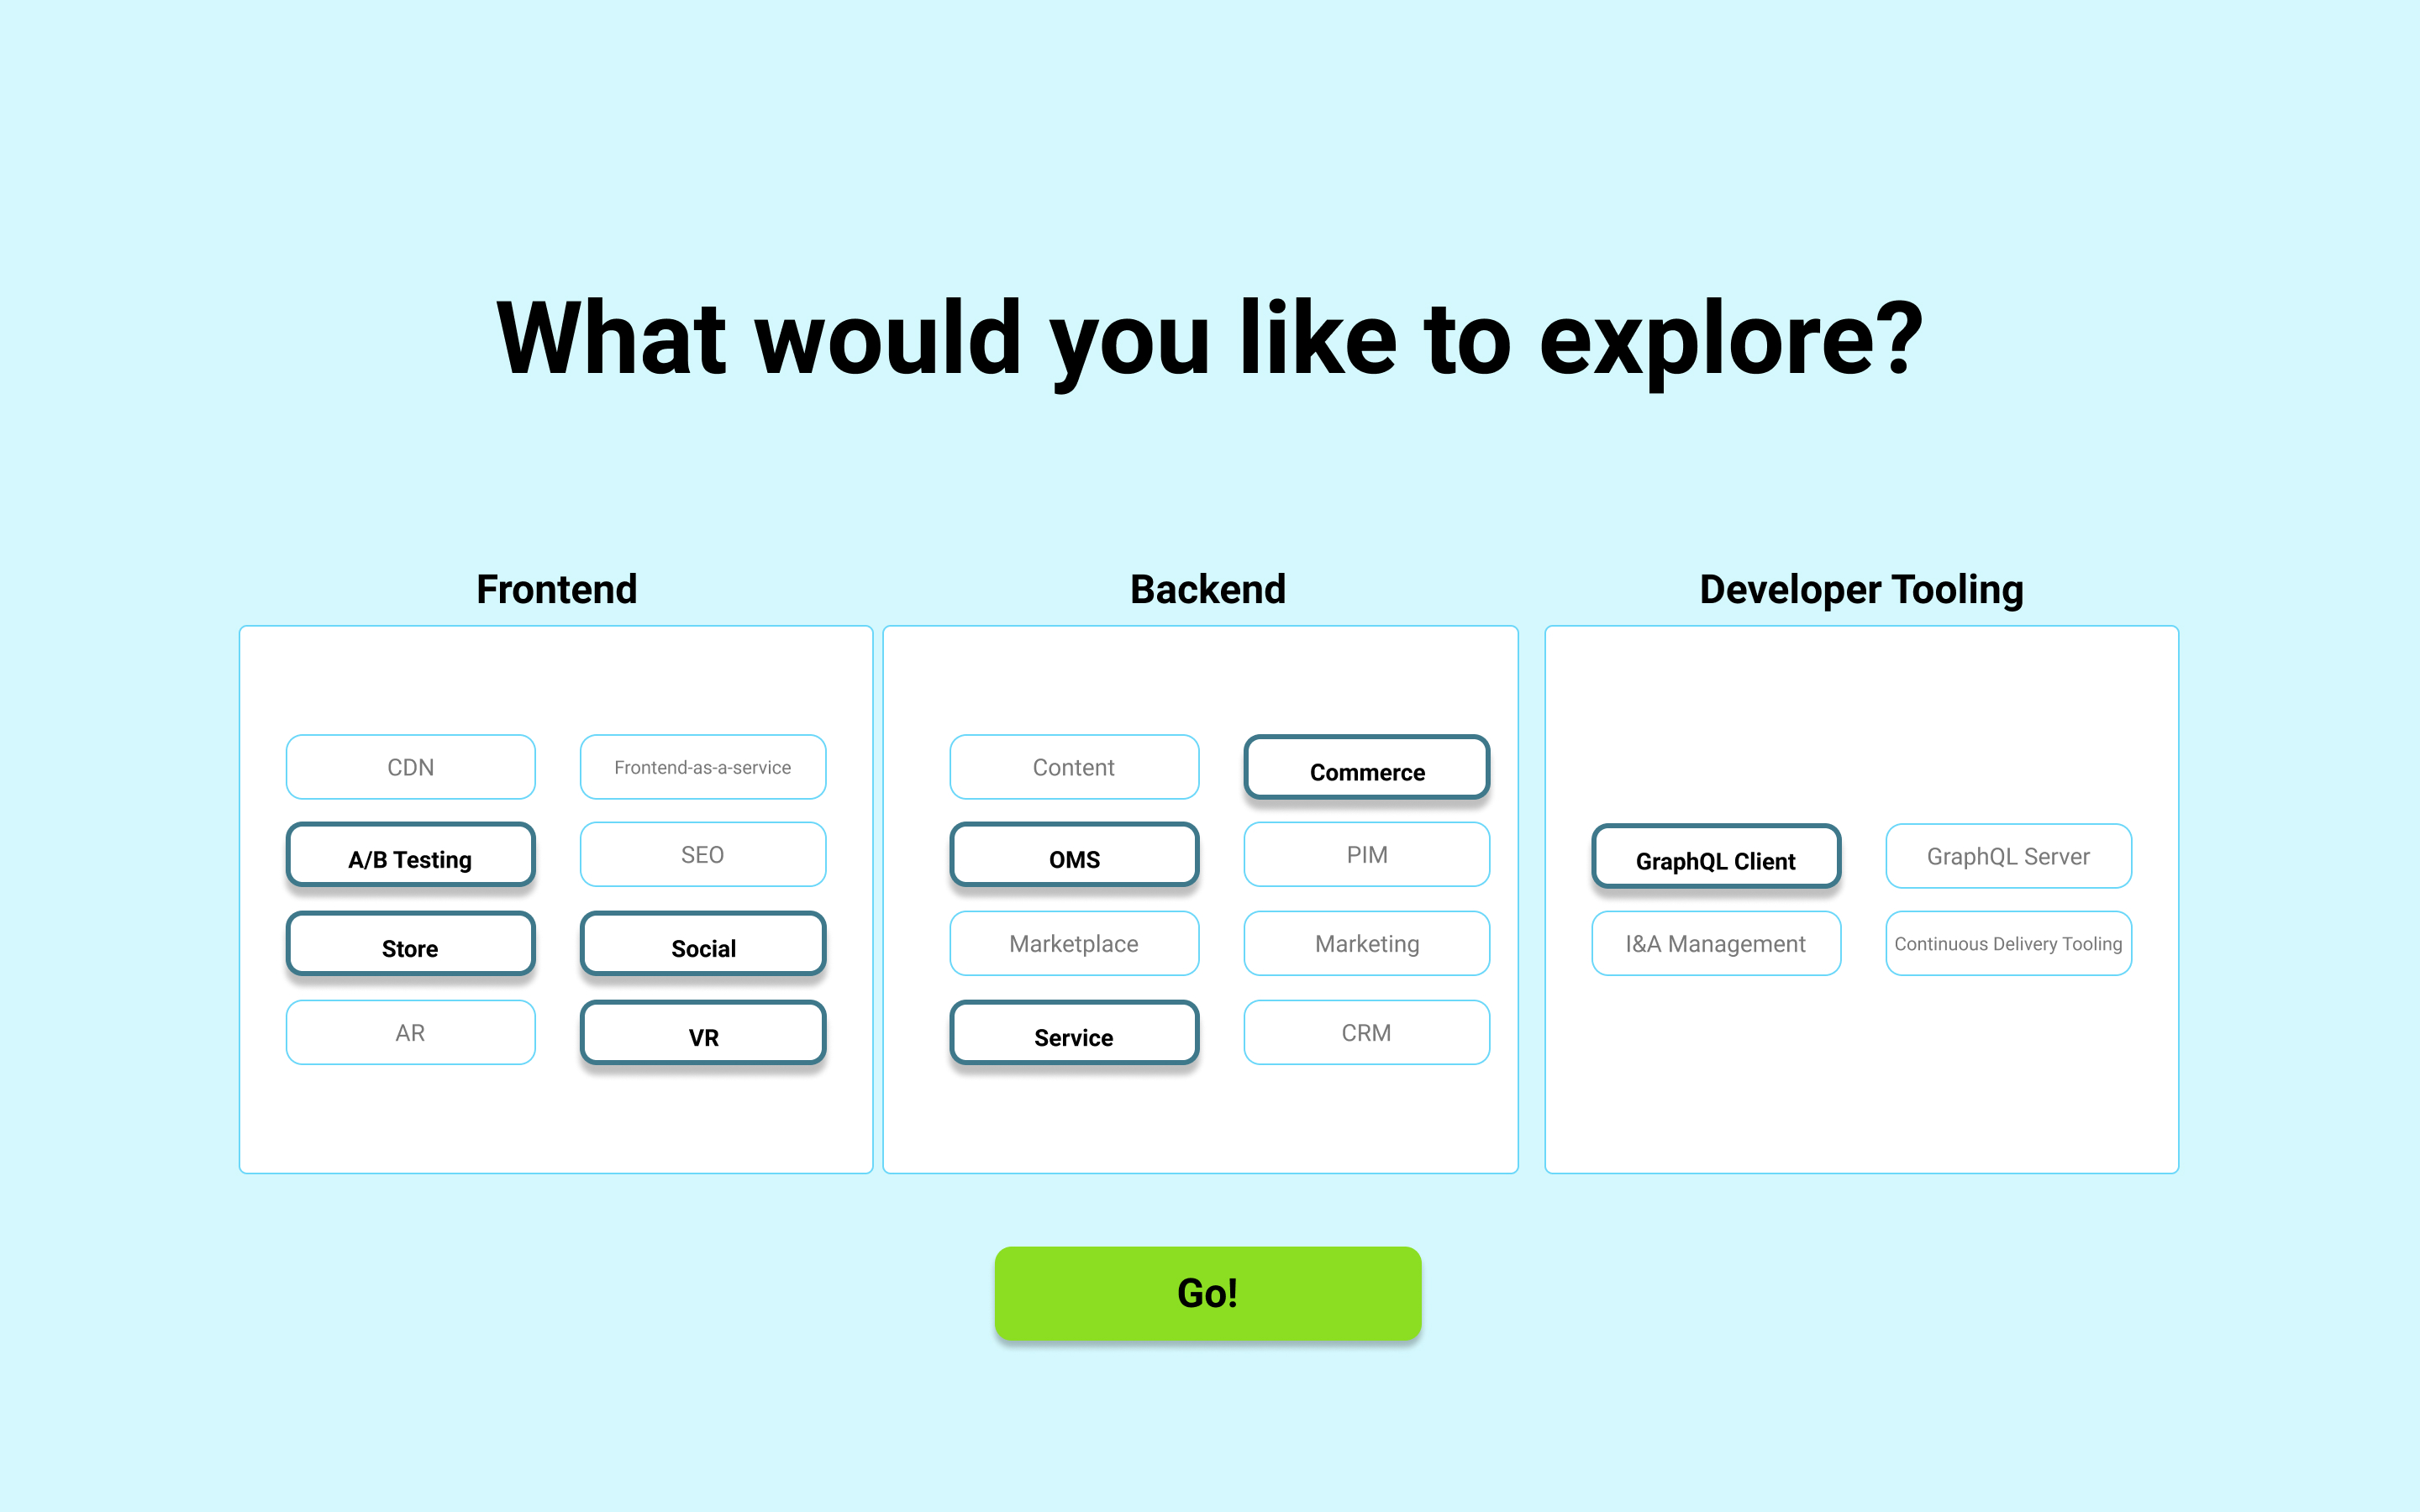 What would you like to explore?
Frontend
CDN
Frontend-as-a-service
A/B Testing
SEO
Store
Social
AR
VR
Backend
Content
Commerce
OMS
PIM
Marketplace
Marketing
Service
CRM
Developer Tooling
GraphQL Client
GraphQL Server
I&A Management
Continuous Delivery Tooling
Go!